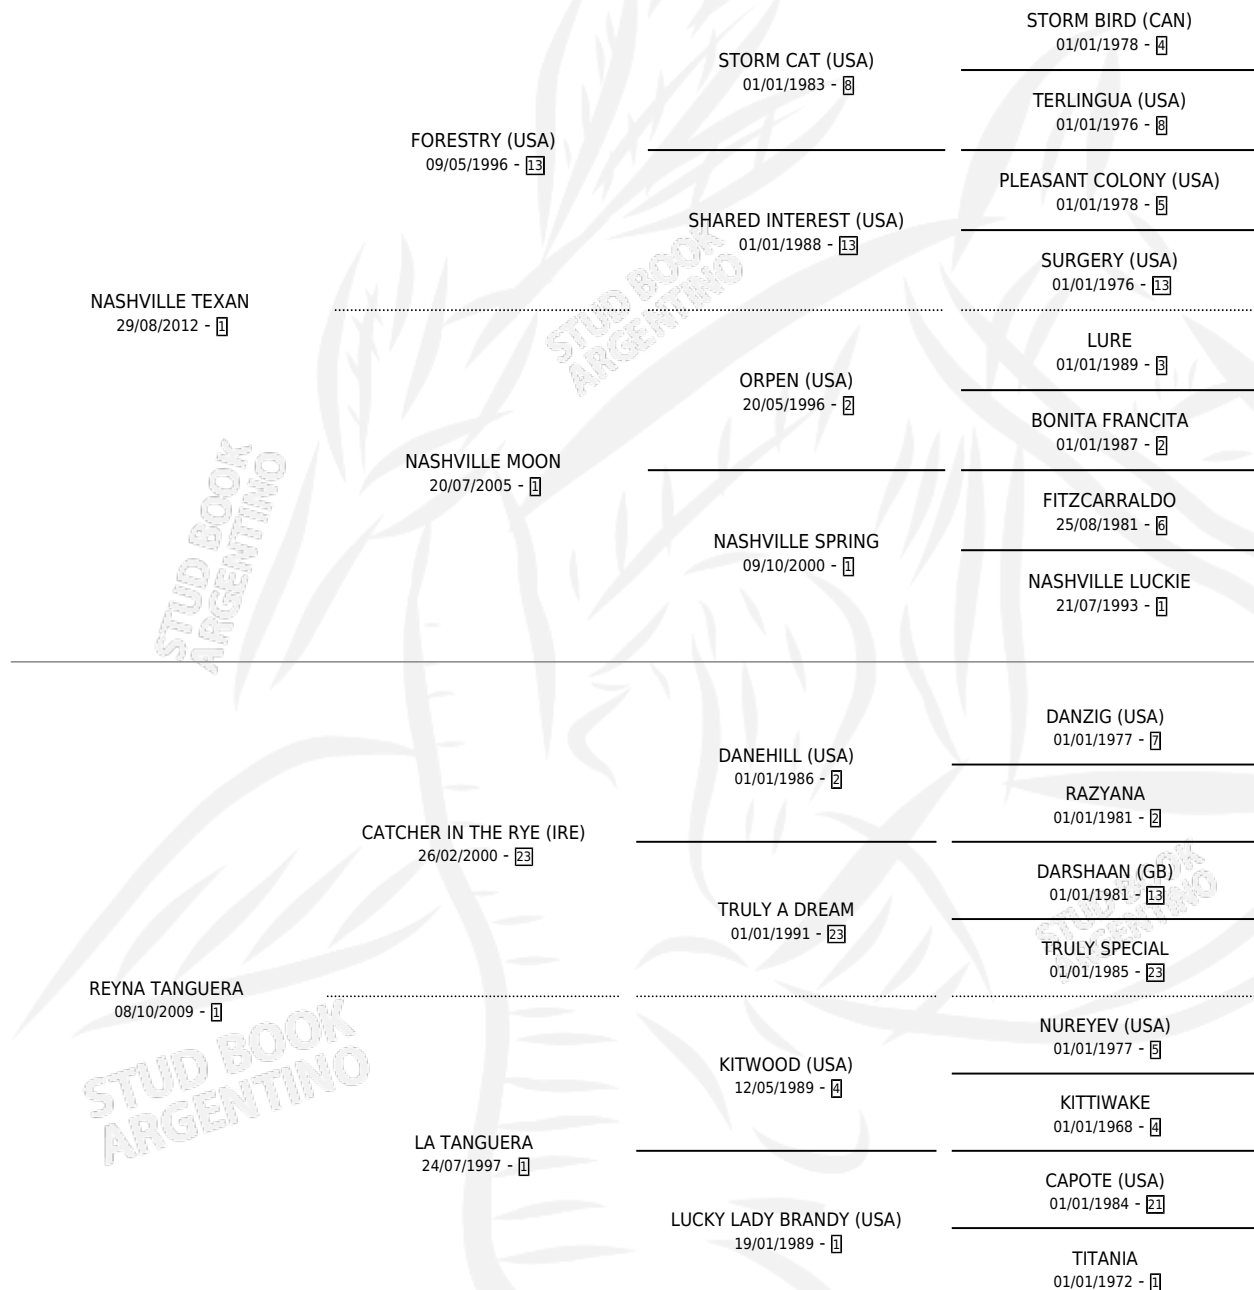 NASHVILLE TEXAN
29/08/2012 - 1
FORESTRY (USA)
09/05/1996 - 13
STORM CAT (USA)
01/01/1983 - 8
STORM BIRD (CAN)
01/01/1978 - 4
TERLINGUA (USA)
01/01/1976 - 8
SHARED INTEREST (USA)
01/01/1988 - 13
PLEASANT COLONY (USA)
01/01/1978 - 5
SURGERY (USA)
01/01/1976 - 13
NASHVILLE MOON
20/07/2005 - 1
ORPEN (USA)
20/05/1996 - 2
LURE
01/01/1989 - 3
BONITA FRANCITA
01/01/1987 - 2
NASHVILLE SPRING
09/10/2000 - 1
FITZCARRALDO
25/08/1981 - 6
NASHVILLE LUCKIE
21/07/1993 - 1
REYNA TANGUERA
08/10/2009 - 1
CATCHER IN THE RYE (IRE)
26/02/2000 - 23
DANEHILL (USA)
01/01/1986 - 2
DANZIG (USA)
01/01/1977 - 7
RAZYANA
01/01/1981 - 2
TRULY A DREAM
01/01/1991 - 23
DARSHAAN (GB)
01/01/1981 - 13
TRULY SPECIAL
01/01/1985 - 23
LA TANGUERA
24/07/1997 - 1
KITWOOD (USA)
12/05/1989 - 4
NUREYEV (USA)
01/01/1977 - 5
KITTIWAKE
01/01/1968 - 4
LUCKY LADY BRANDY (USA)
19/01/1989 - 1
CAPOTE (USA)
01/01/1984 - 21
TITANIA
01/01/1972 - 1
STUD BOOK
ARGENTINO
STUD BOOK
ARGENTINO
STUD BOOK
ARGENTINO
STUD BOOK
ARGENTINO